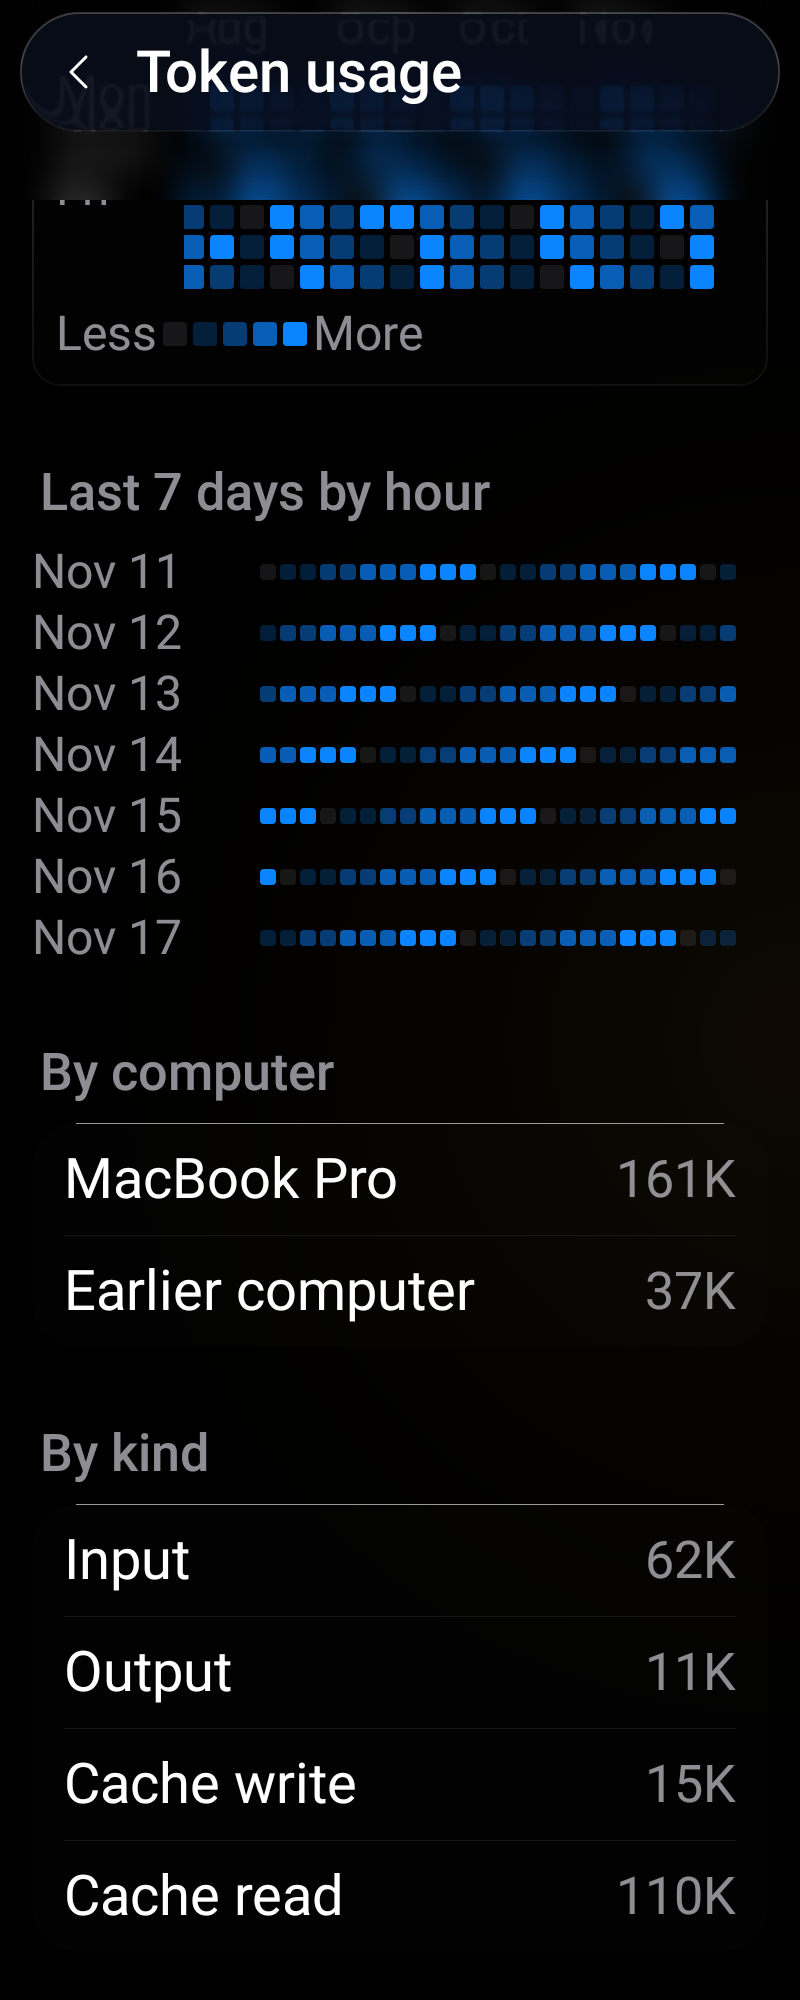 Token usage
Less More
Last 7 days by hour
Nov 11
Nov 12
Nov 13
Nov 14
Nov 15
Nov 16
Nov 17
By computer
MacBook Pro 161K
Earlier computer 37K
By kind
Input 62K
Output 11K
Cache write 15K
Cache read 110K